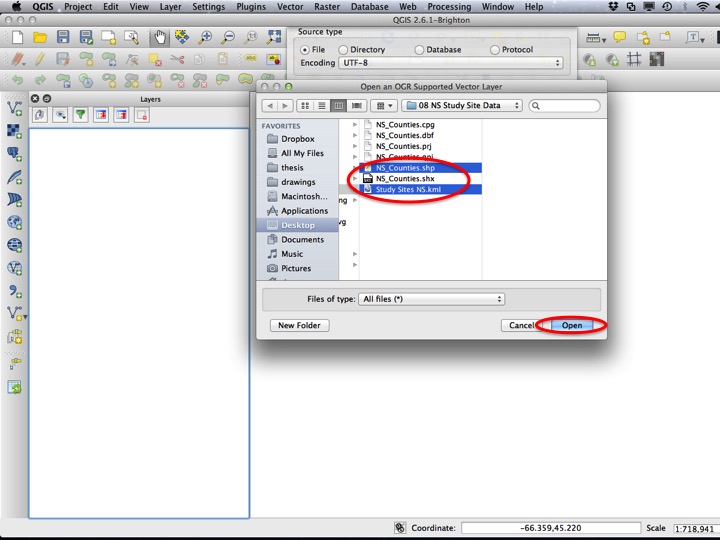 QGIS Project Edit View Layer Settings Plugins Vector Raster Database Web Processing Window Help
QGIS 2.6.1-Brighton
Source type
File Directory Database Protocol
Encoding UTF-8
Open an OGR Supported Vector Layer
08 NS Study Site Data
Layers
FAVORITES
Dropbox
All My Files
thesis
drawings
Macintosh...
Applications
Desktop
Documents
Music
Pictures
NS_Counties.cpg
NS_Counties.dbf
NS_Counties.prj
NS_Counties.qpj
NS_Counties.shp
NS_Counties.shx
Study Sites NS.kml
Files of type: All files (*)
New Folder Cancel Open
Coordinate: -66.359,45.220 Scale 1:718,941